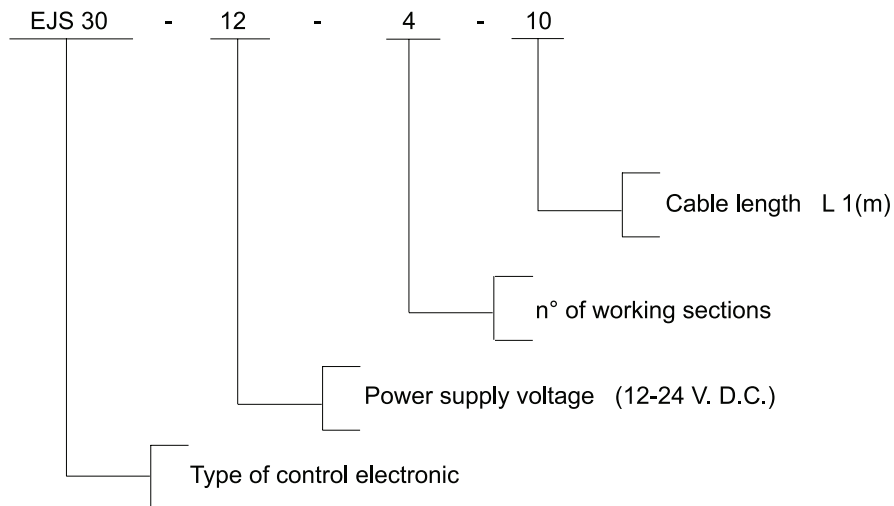 EJS 30 - 12 - 4 - 10
Cable length L 1(m)
n° of working sections
Power supply voltage (12-24 V. D.C.)
Type of control electronic